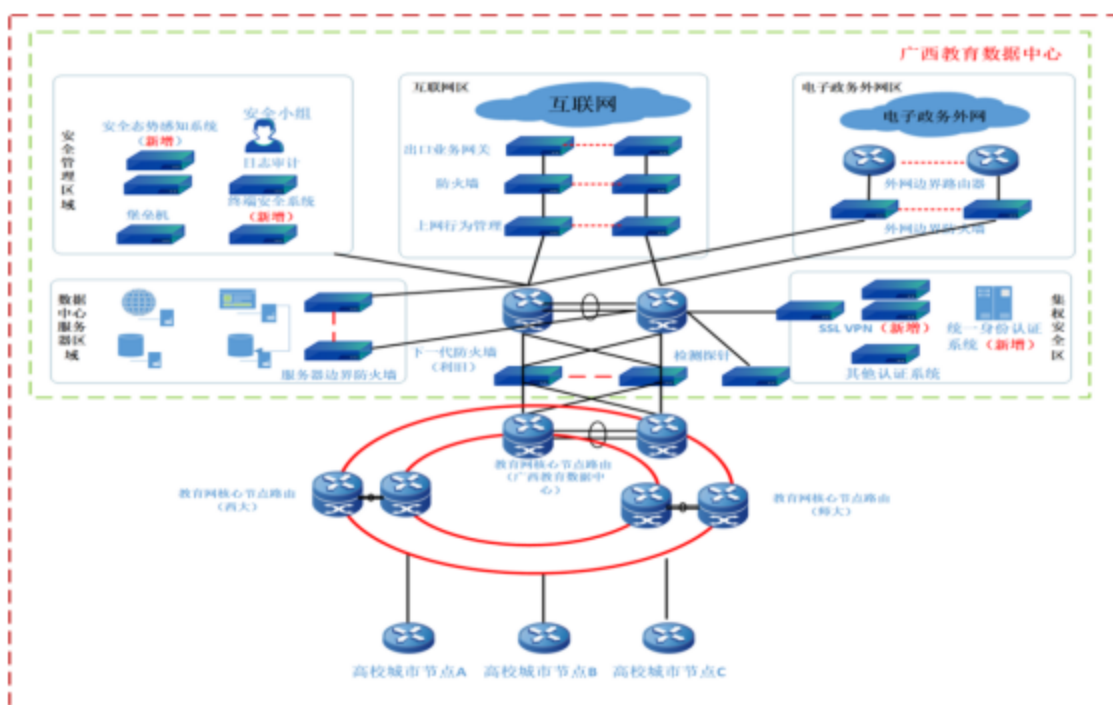 广西教育数据中心
安全管理区域
安全态势感知系统
（新增）
安全小组
日志审计
堡垒机
终端安全系统
（新增）
互联网区
互联网
出口业务网关
防火墙
上网行为管理
电子政务外网区
电子政务外网
外网边界路由器
外网边界防火墙
数据
中心
服务
器区
域
服务器边界防火墙
下一代防火墙
（利旧）
检测探针
SSL VPN（新增）
统一身份认证
系统（新增）
其他认证系统
集权安全区
教育网核心节点路由
（广西教育数据中
心）
教育网核心节点路由
（西大）
教育网核心节点路由
（师大）
高校城市节点A
高校城市节点B
高校城市节点C